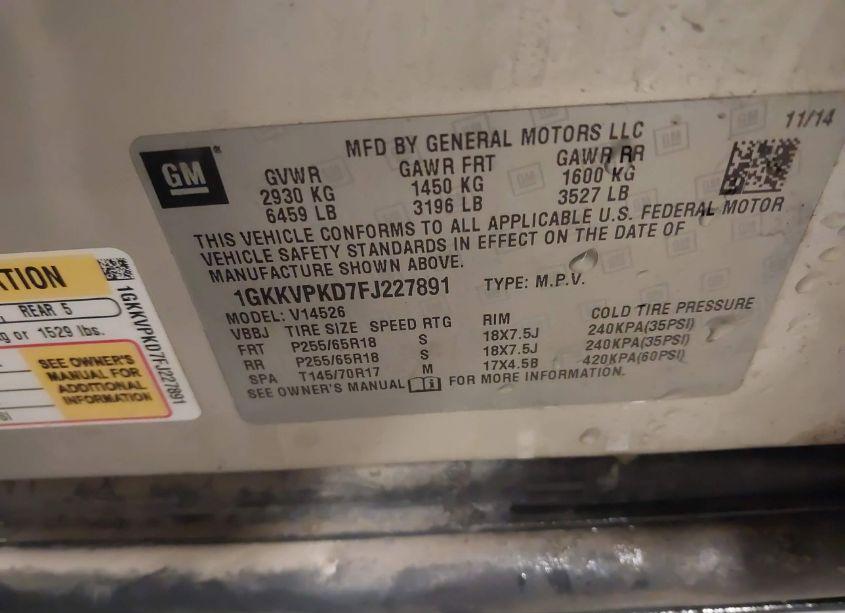 GM
MFD BY GENERAL MOTORS LLC
11/14
GVWR GAWR FRT GAWR RR
2930 KG 1450 KG 1600 KG
6459 LB 3196 LB 3527 LB
THIS VEHICLE CONFORMS TO ALL APPLICABLE U.S. FEDERAL MOTOR
VEHICLE SAFETY STANDARDS IN EFFECT ON THE DATE OF
MANUFACTURE SHOWN ABOVE.
1GKKVPKD7FJ227891 TYPE: M.P.V.
MODEL: V14526
VBBJ TIRE SIZE SPEED RTG RIM COLD TIRE PRESSURE
FRT P255/65R18 S 18X7.5J 240KPA(35PSI)
RR P255/65R18 S 18X7.5J 240KPA(35PSI)
SPA T145/70R17 M 17X4.5B 420KPA(60PSI)
SEE OWNER'S MANUAL FOR MORE INFORMATION.
REAR 5
or 1529 lbs.
SEE OWNER'S
MANUAL FOR
ADDITIONAL
INFORMATION
1GKKVPKD7FJ227891